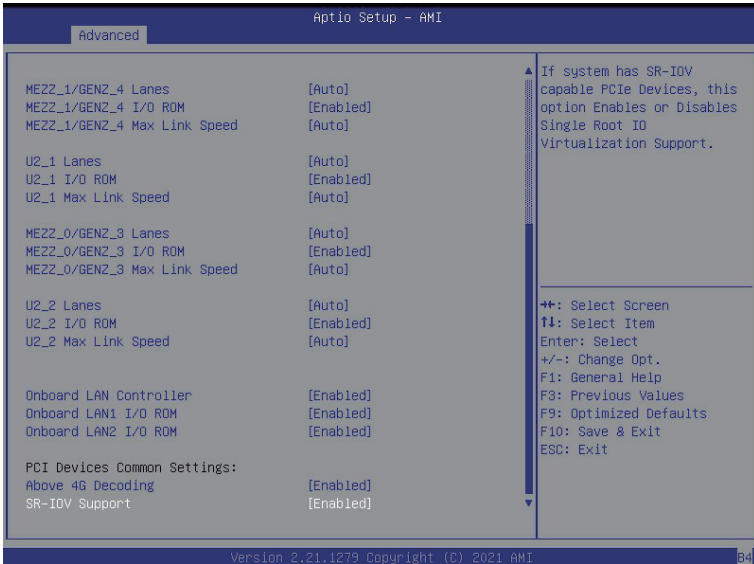 Aptio Setup – AMI
Advanced
MEZZ_1/GENZ_4 Lanes [Auto]
MEZZ_1/GENZ_4 I/O ROM [Enabled]
MEZZ_1/GENZ_4 Max Link Speed [Auto]
U2_1 Lanes [Auto]
U2_1 I/O ROM [Enabled]
U2_1 Max Link Speed [Auto]
MEZZ_0/GENZ_3 Lanes [Auto]
MEZZ_0/GENZ_3 I/O ROM [Enabled]
MEZZ_0/GENZ_3 Max Link Speed [Auto]
U2_2 Lanes [Auto]
U2_2 I/O ROM [Enabled]
U2_2 Max Link Speed [Auto]
Onboard LAN Controller [Enabled]
Onboard LAN1 I/O ROM [Enabled]
Onboard LAN2 I/O ROM [Enabled]
PCI Devices Common Settings:
Above 4G Decoding [Enabled]
SR-IOV Support [Enabled]
If system has SR-IOV
capable PCIe Devices, this
option Enables or Disables
Single Root IO
Virtualization Support.
→←: Select Screen
↑↓: Select Item
Enter: Select
+/-: Change Opt.
F1: General Help
F3: Previous Values
F9: Optimized Defaults
F10: Save & Exit
ESC: Exit
Version 2.21.1279 Copyright (C) 2021 AMI
B4